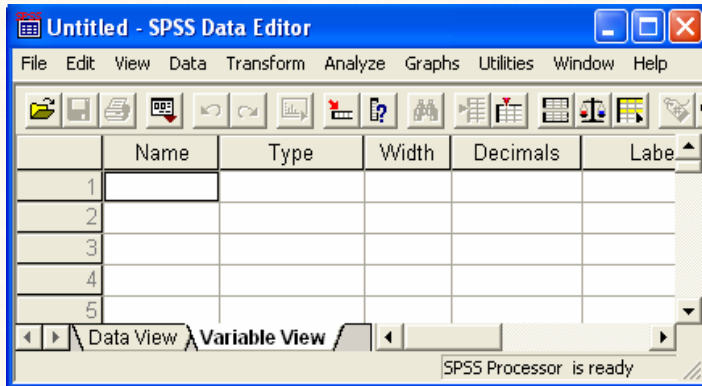 Untitled - SPSS Data Editor
File Edit View Data Transform Analyze Graphs Utilities Window Help
Name Type Width Decimals Labe
1
2
3
4
5
Data View Variable View
SPSS Processor is ready